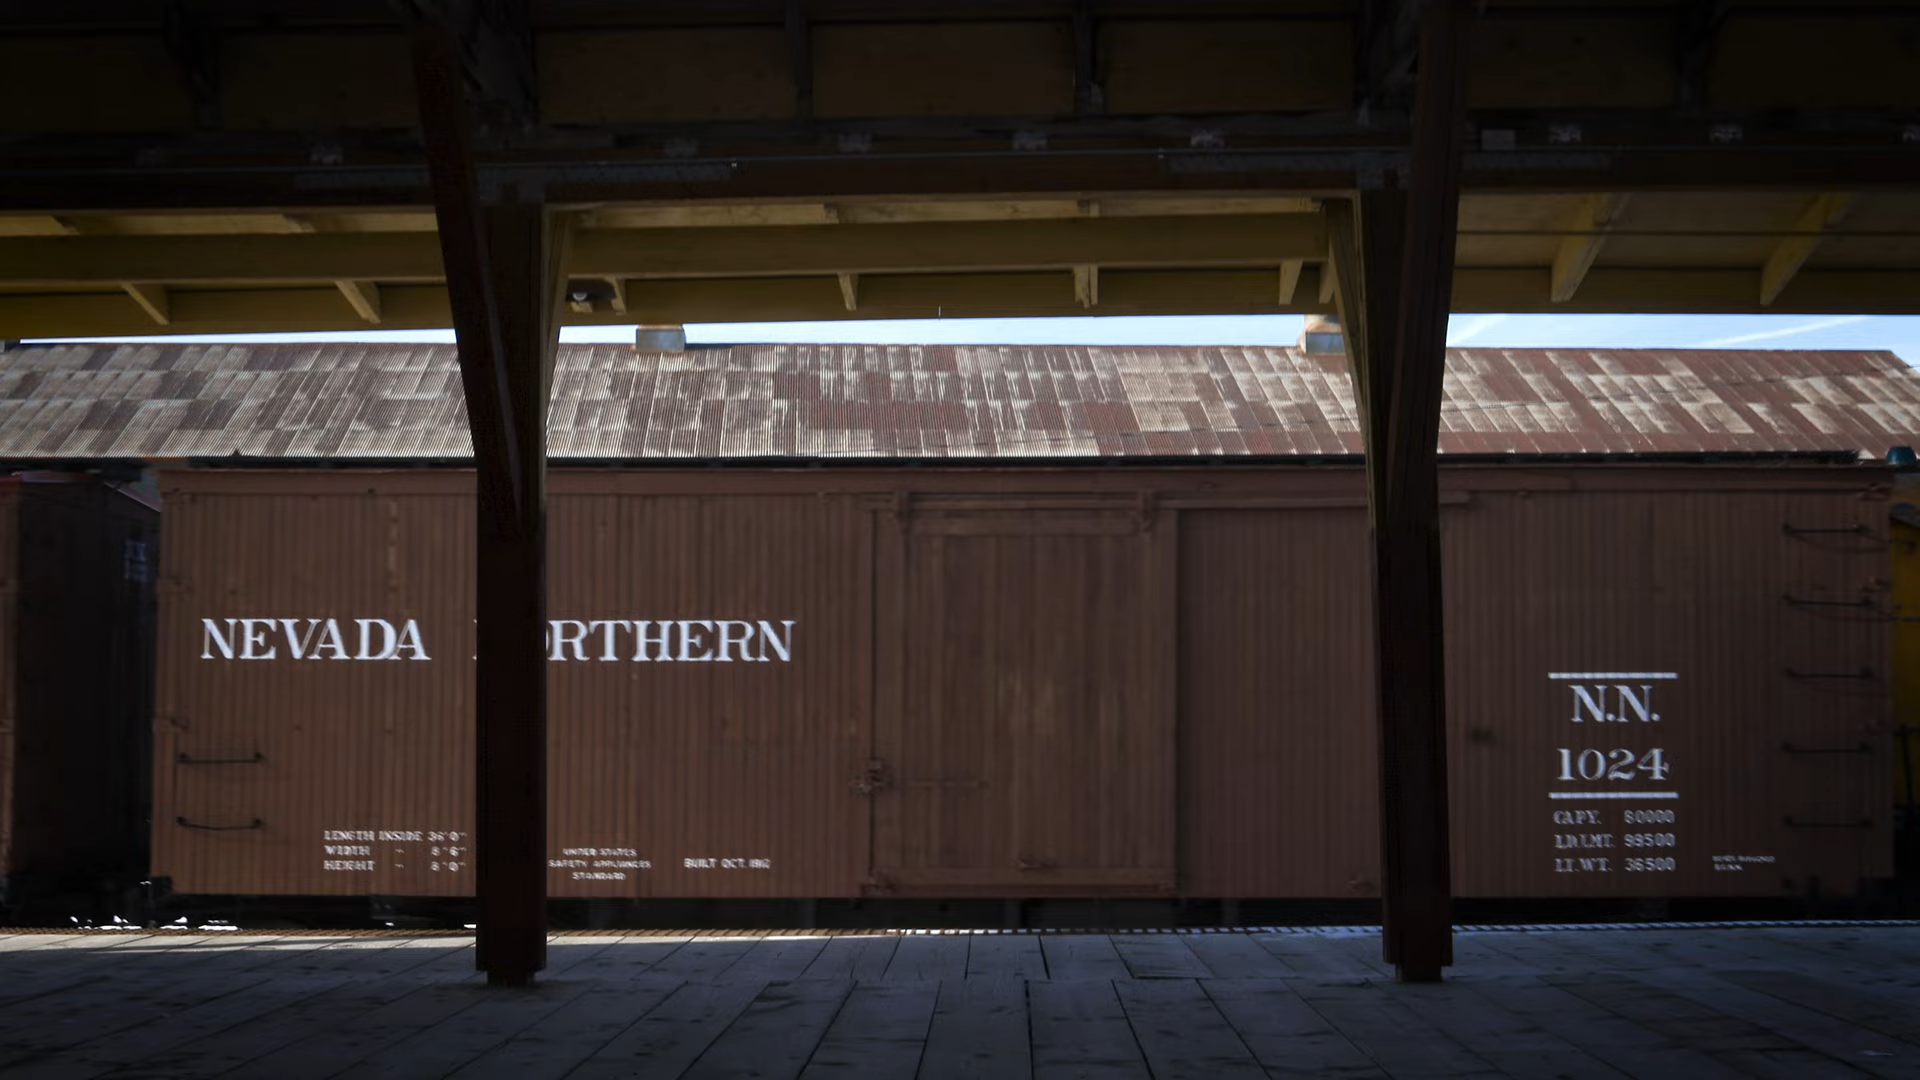 NEVADA NORTHERN
LENGTH INSIDE 36'0"
WIDTH " 8'6"
HEIGHT " 8'0"
UNITED STATES
SAFETY APPLIANCES
STANDARD
BUILT OCT. 1912
N.N.
1024
CAPY. 80000
LD.LMT. 99500
LT.WT. 36500